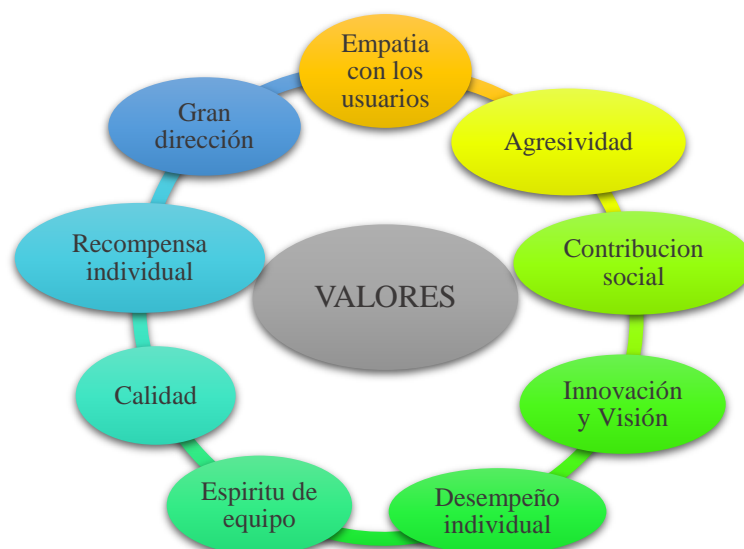 Empatia
con los
usuarios
Agresividad
Contribucion
social
Innovación
y Visión
Desempeño
individual
Espiritu de
equipo
Calidad
Recompensa
individual
Gran
dirección
VALORES